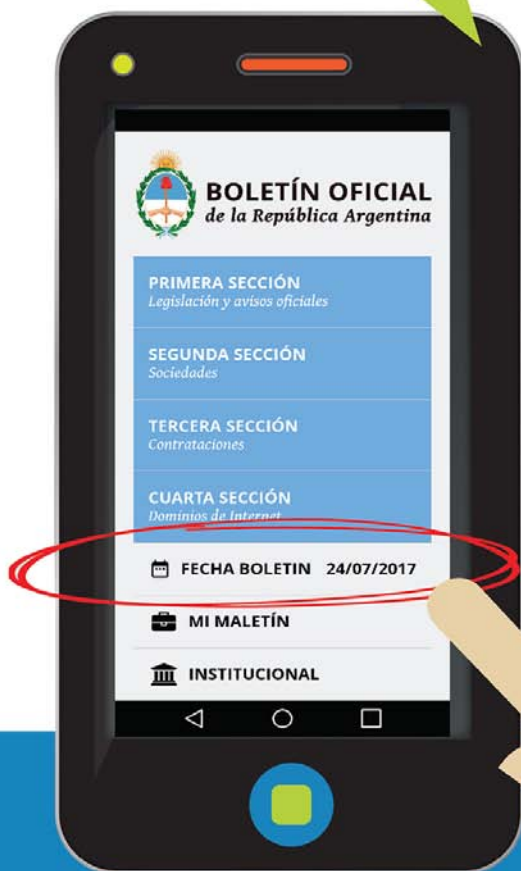 BOLETÍN OFICIAL
de la República Argentina
PRIMERA SECCIÓN
Legislación y avisos oficiales
SEGUNDA SECCIÓN
Sociedades
TERCERA SECCIÓN
Contrataciones
CUARTA SECCIÓN
Dominios de Internet
FECHA BOLETIN 24/07/2017
MI MALETÍN
INSTITUCIONAL